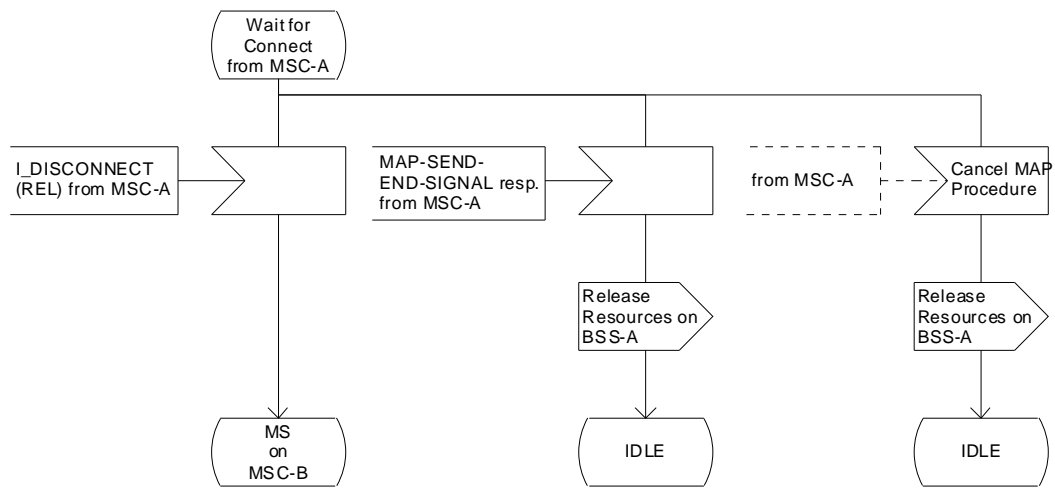 Wait for
Connect
from MSC-A
I_DISCONNECT
(REL) from MSC-A
MAP-SEND-
END-SIGNAL resp.
from MSC-A
from MSC-A
Cancel MAP
Procedure
Release
Resources on
BSS-A
Release
Resources on
BSS-A
MS
on
MSC-B
IDLE
IDLE